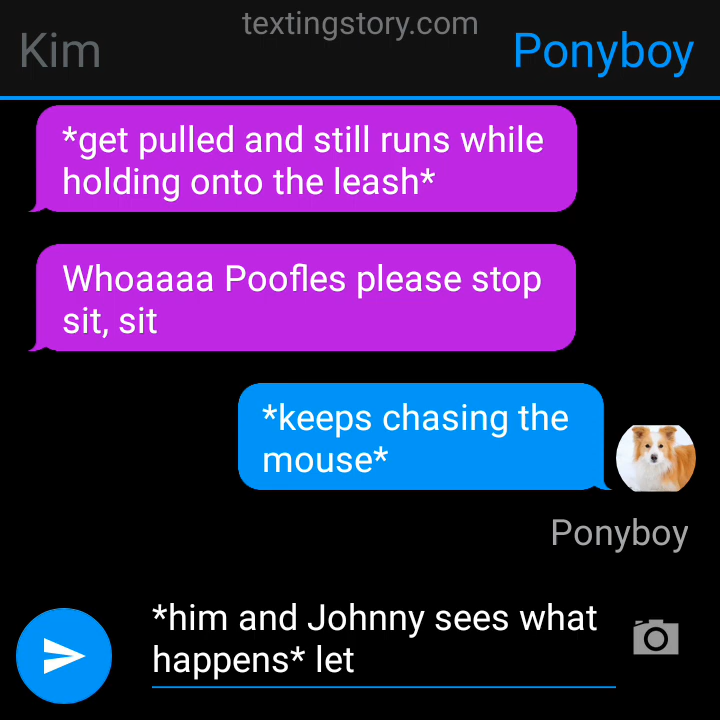 textingstory.com
Kim
Ponyboy
*get pulled and still runs while
holding onto the leash*
Whoaaaa Poofles please stop
sit, sit
*keeps chasing the
mouse*
Ponyboy
*him and Johnny sees what
happens* let